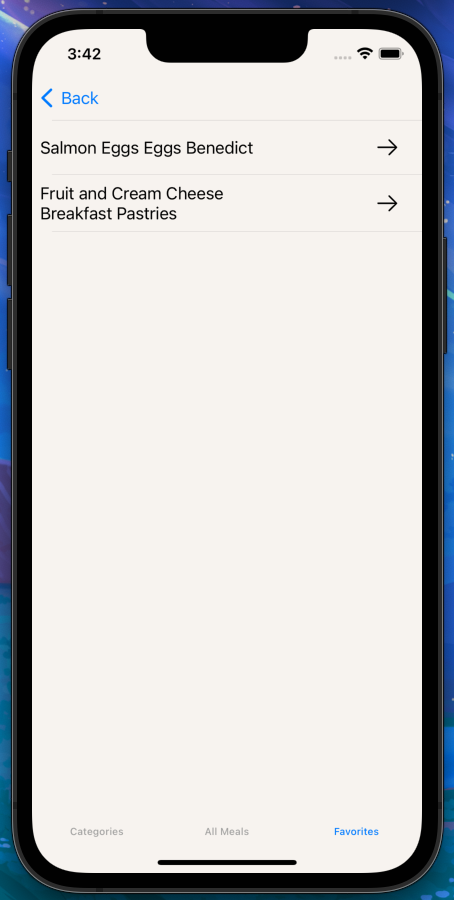 3:42
Back
Salmon Eggs Eggs Benedict
Fruit and Cream Cheese
Breakfast Pastries
Categories
All Meals
Favorites